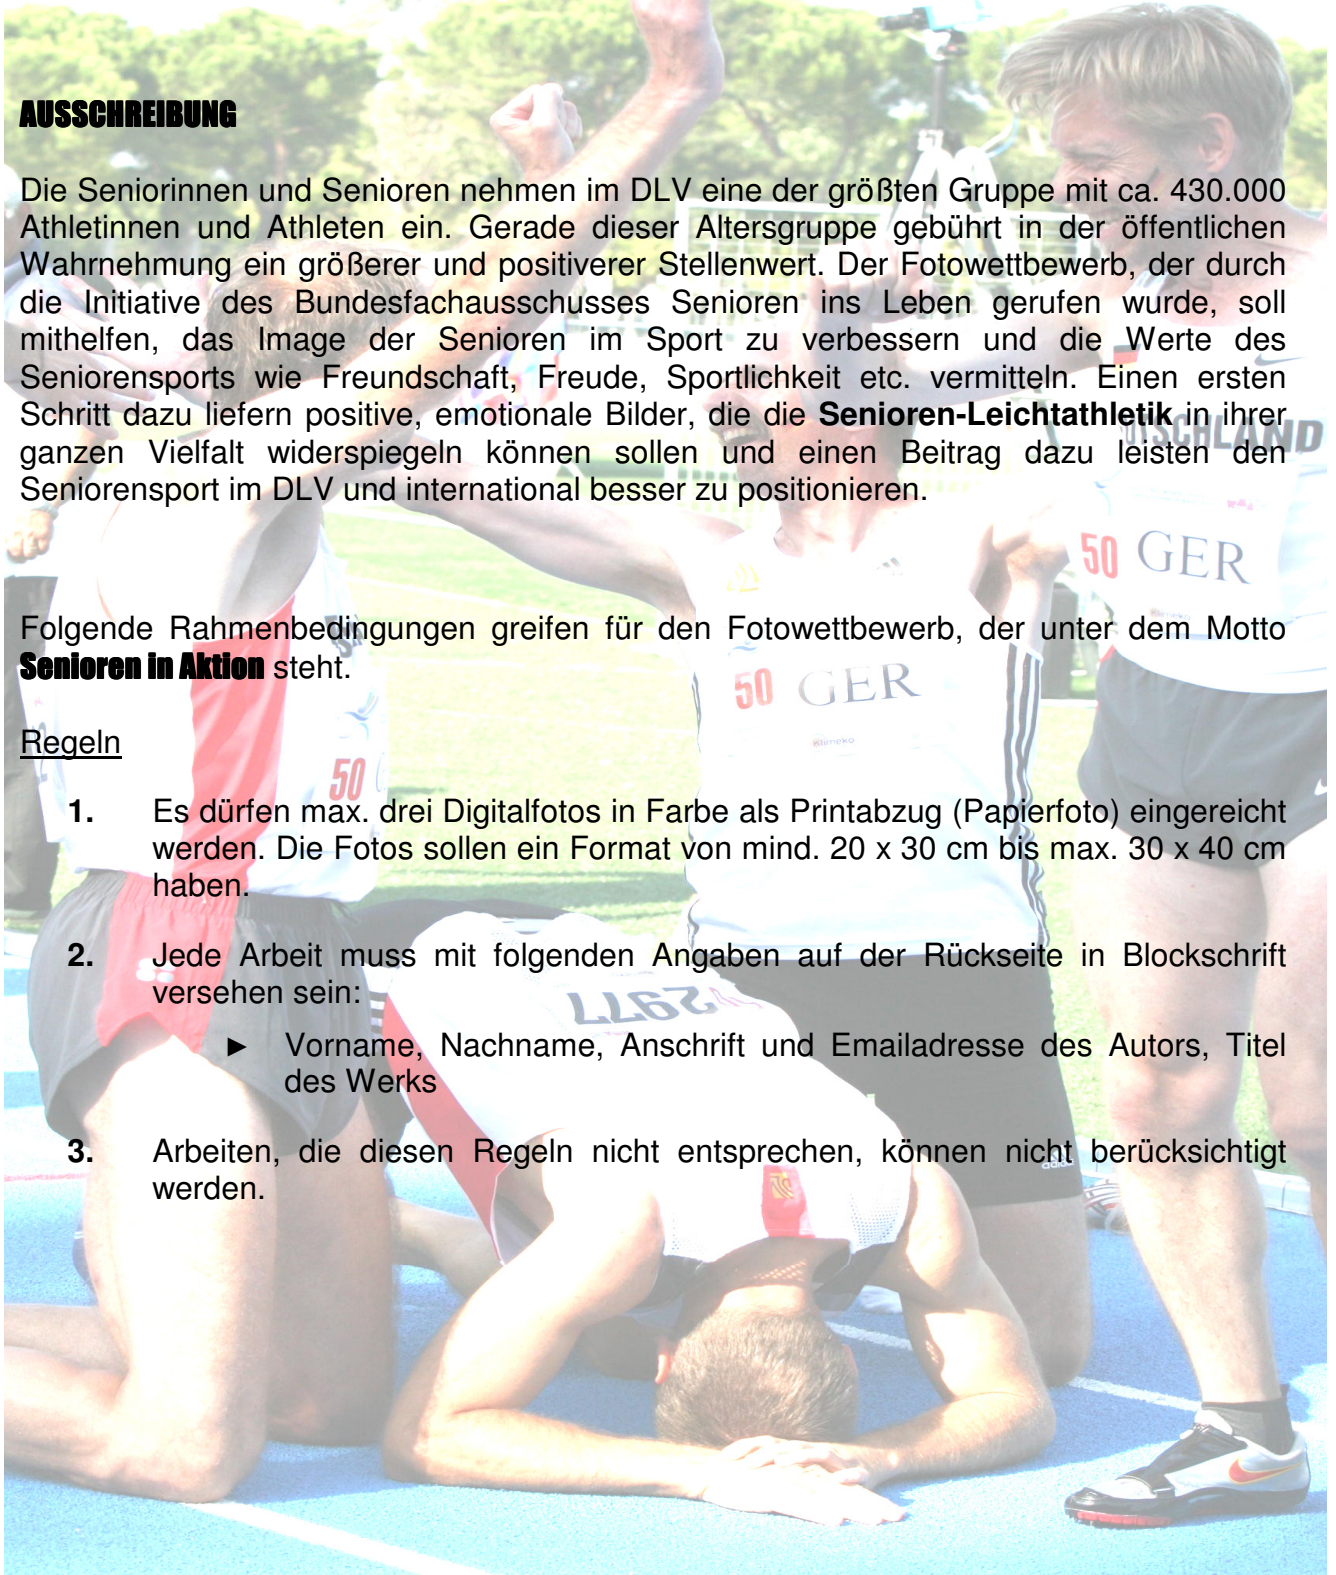 AUSSCHREIBUNG
Die Seniorinnen und Senioren nehmen im DLV eine der größten Gruppe mit ca. 430.000
Athletinnen und Athleten ein. Gerade dieser Altersgruppe gebührt in der öffentlichen
Wahrnehmung ein größerer und positiverer Stellenwert. Der Fotowettbewerb, der durch
die Initiative des Bundesfachausschusses Senioren ins Leben gerufen wurde, soll
mithelfen, das Image der Senioren im Sport zu verbessern und die Werte des
Seniorensports wie Freundschaft, Freude, Sportlichkeit etc. vermitteln. Einen ersten
Schritt dazu liefern positive, emotionale Bilder, die die Senioren-Leichtathletik in ihrer
ganzen Vielfalt widerspiegeln können sollen und einen Beitrag dazu leisten den
Seniorensport im DLV und international besser zu positionieren.
50 GER
Folgende Rahmenbedingungen greifen für den Fotowettbewerb, der unter dem Motto
Senioren in Aktion steht.
50 GER
Regeln
50
1. Es dürfen max. drei Digitalfotos in Farbe als Printabzug (Papierfoto) eingereicht
werden. Die Fotos sollen ein Format von mind. 20 x 30 cm bis max. 30 x 40 cm
haben.
2. Jede Arbeit muss mit folgenden Angaben auf der Rückseite in Blockschrift
versehen sein:
2977
► Vorname, Nachname, Anschrift und Emailadresse des Autors, Titel
des Werks
3. Arbeiten, die diesen Regeln nicht entsprechen, können nicht berücksichtigt
werden.
adidas